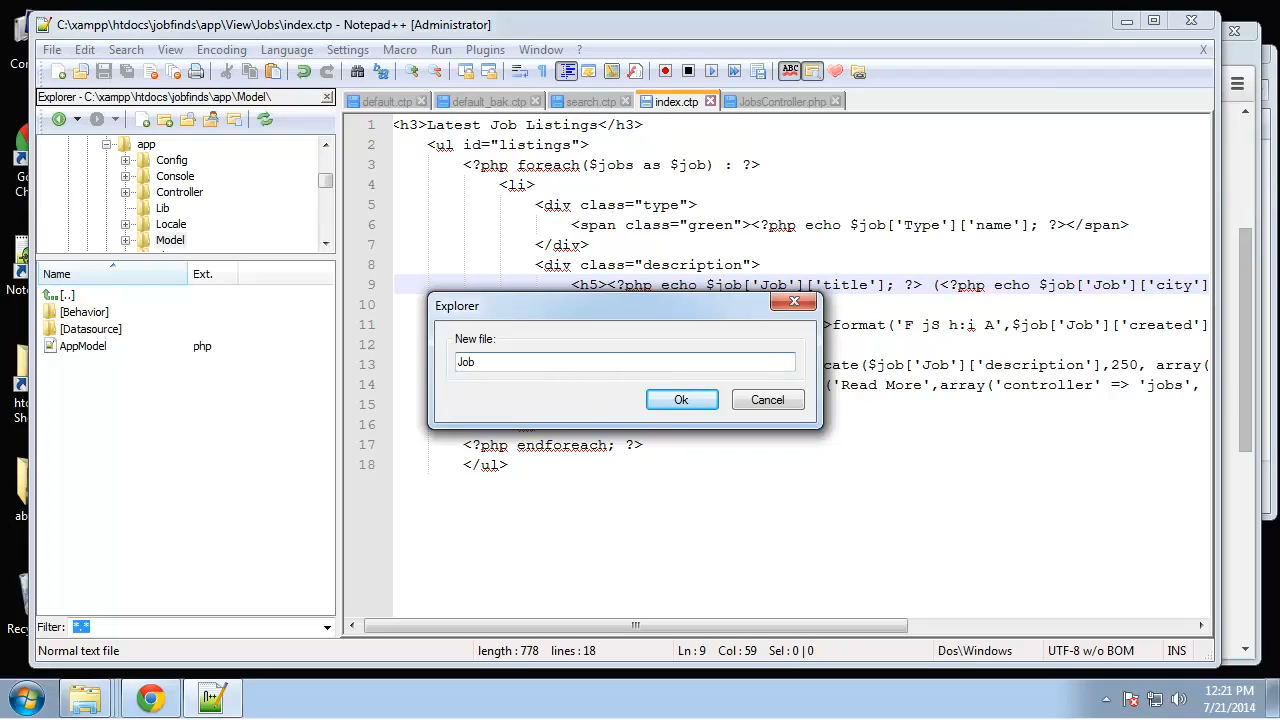 C:\xampp\htdocs\jobfinds\app\View\Jobs\index.ctp - Notepad++ [Administrator]
File Edit Search View Encoding Language Settings Macro Run Plugins Window ? X
Explorer - C:\xampp\htdocs\jobfinds\app\Model\
default.ctp default_bak.ctp search.ctp index.ctp JobsController.php
app
Config
Console
Controller
Lib
Locale
Model
Name Ext.
[..]
[Behavior]
[Datasource]
AppModel php
Filter: *.*
1 <h3>Latest Job Listings</h3>
2 <ul id="listings">
3 <?php foreach($jobs as $job) : ?>
4 <li>
5 <div class="type">
6 <span class="green"><?php echo $job['Type']['name']; ?></span>
7 </div>
8 <div class="description">
9 <h5><?php echo $job['Job']['title']; ?> (<?php echo $job['Job']['city']
10
11 >format('F jS h:i A',$job['Job']['created']
12
13 cate($job['Job']['description'],250, array(
14 ('Read More',array('controller' => 'jobs',
15
16
17 <?php endforeach; ?>
18 </ul>
Explorer
New file:
Job
Ok Cancel
Normal text file length : 778 lines : 18 Ln : 9 Col : 59 Sel : 0 | 0 Dos\Windows UTF-8 w/o BOM INS
12:21 PM
7/21/2014